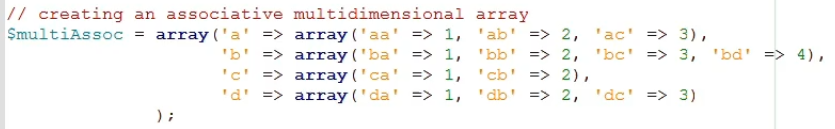 // creating an associative multidimensional array
$multiAssoc = array('a' => array('aa' => 1, 'ab' => 2, 'ac' => 3),
'b' => array('ba' => 1, 'bb' => 2, 'bc' => 3, 'bd' => 4),
'c' => array('ca' => 1, 'cb' => 2),
'd' => array('da' => 1, 'db' => 2, 'dc' => 3)
);